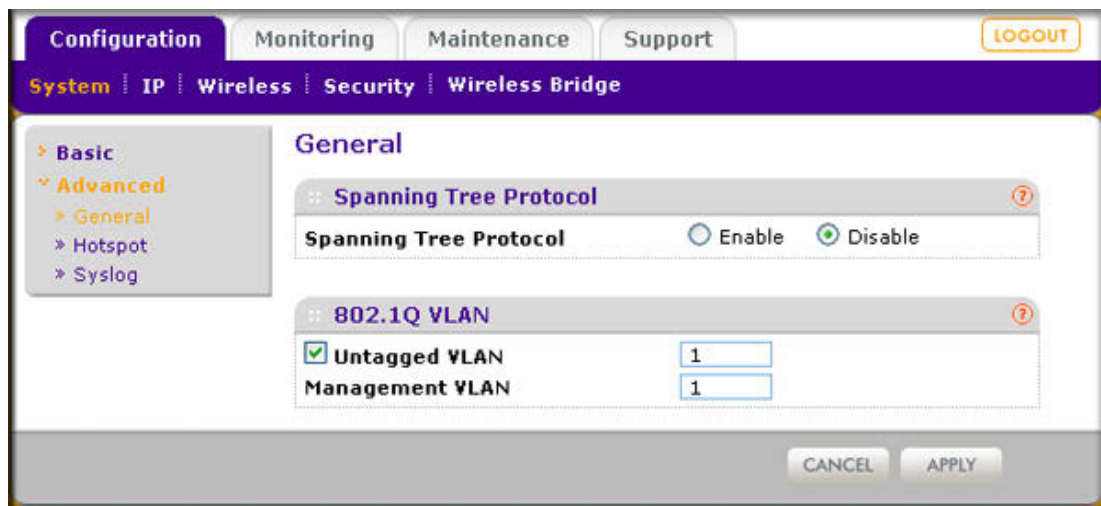 Configuration Monitoring Maintenance Support LOGOUT
System IP Wireless Security Wireless Bridge
Basic
Advanced
General
Hotspot
Syslog
General
Spanning Tree Protocol
Spanning Tree Protocol Enable Disable
802.1Q VLAN
Untagged VLAN 1
Management VLAN 1
CANCEL APPLY